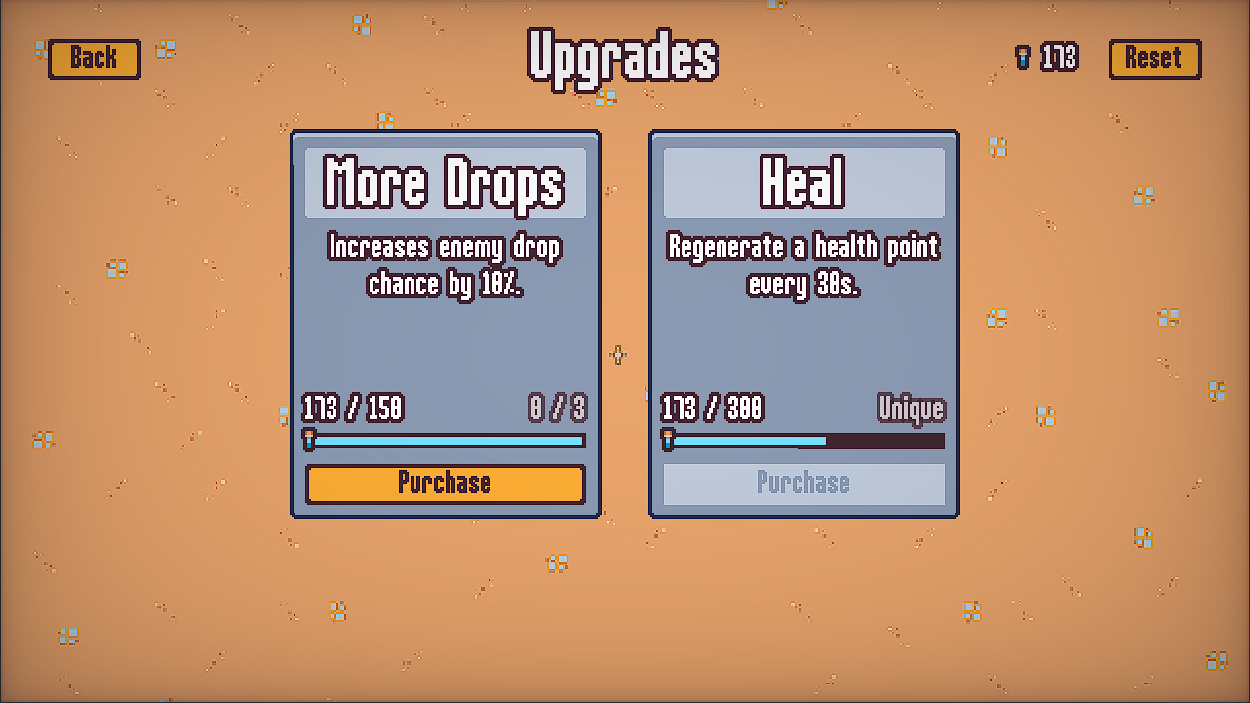 Back
Upgrades
173
Reset
More Drops
Increases enemy drop
chance by 10%.
173 / 150
0 / 3
Purchase
Heal
Regenerate a health point
every 30s.
173 / 300
Unique
Purchase